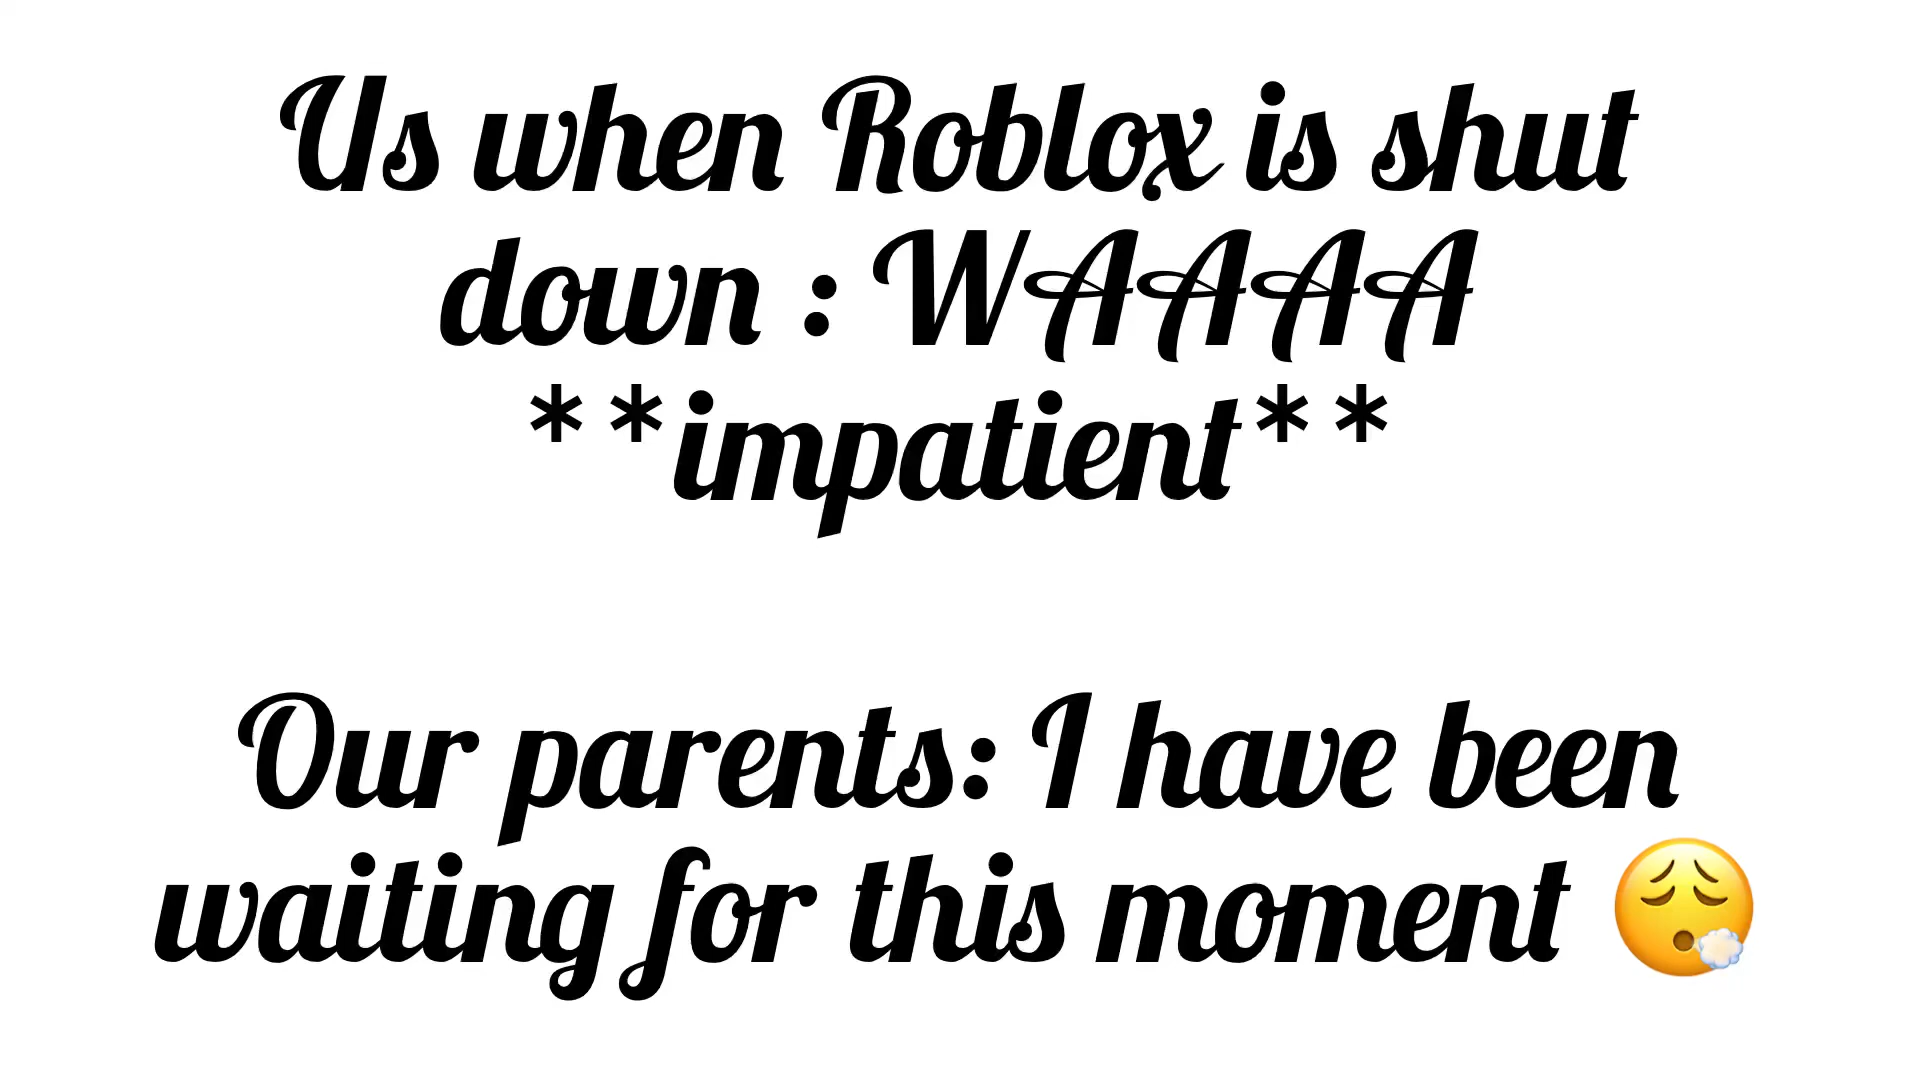 Us when Roblox is shut
down : WAAAA
**impatient**
Our parents: I have been
waiting for this moment 😮‍💨